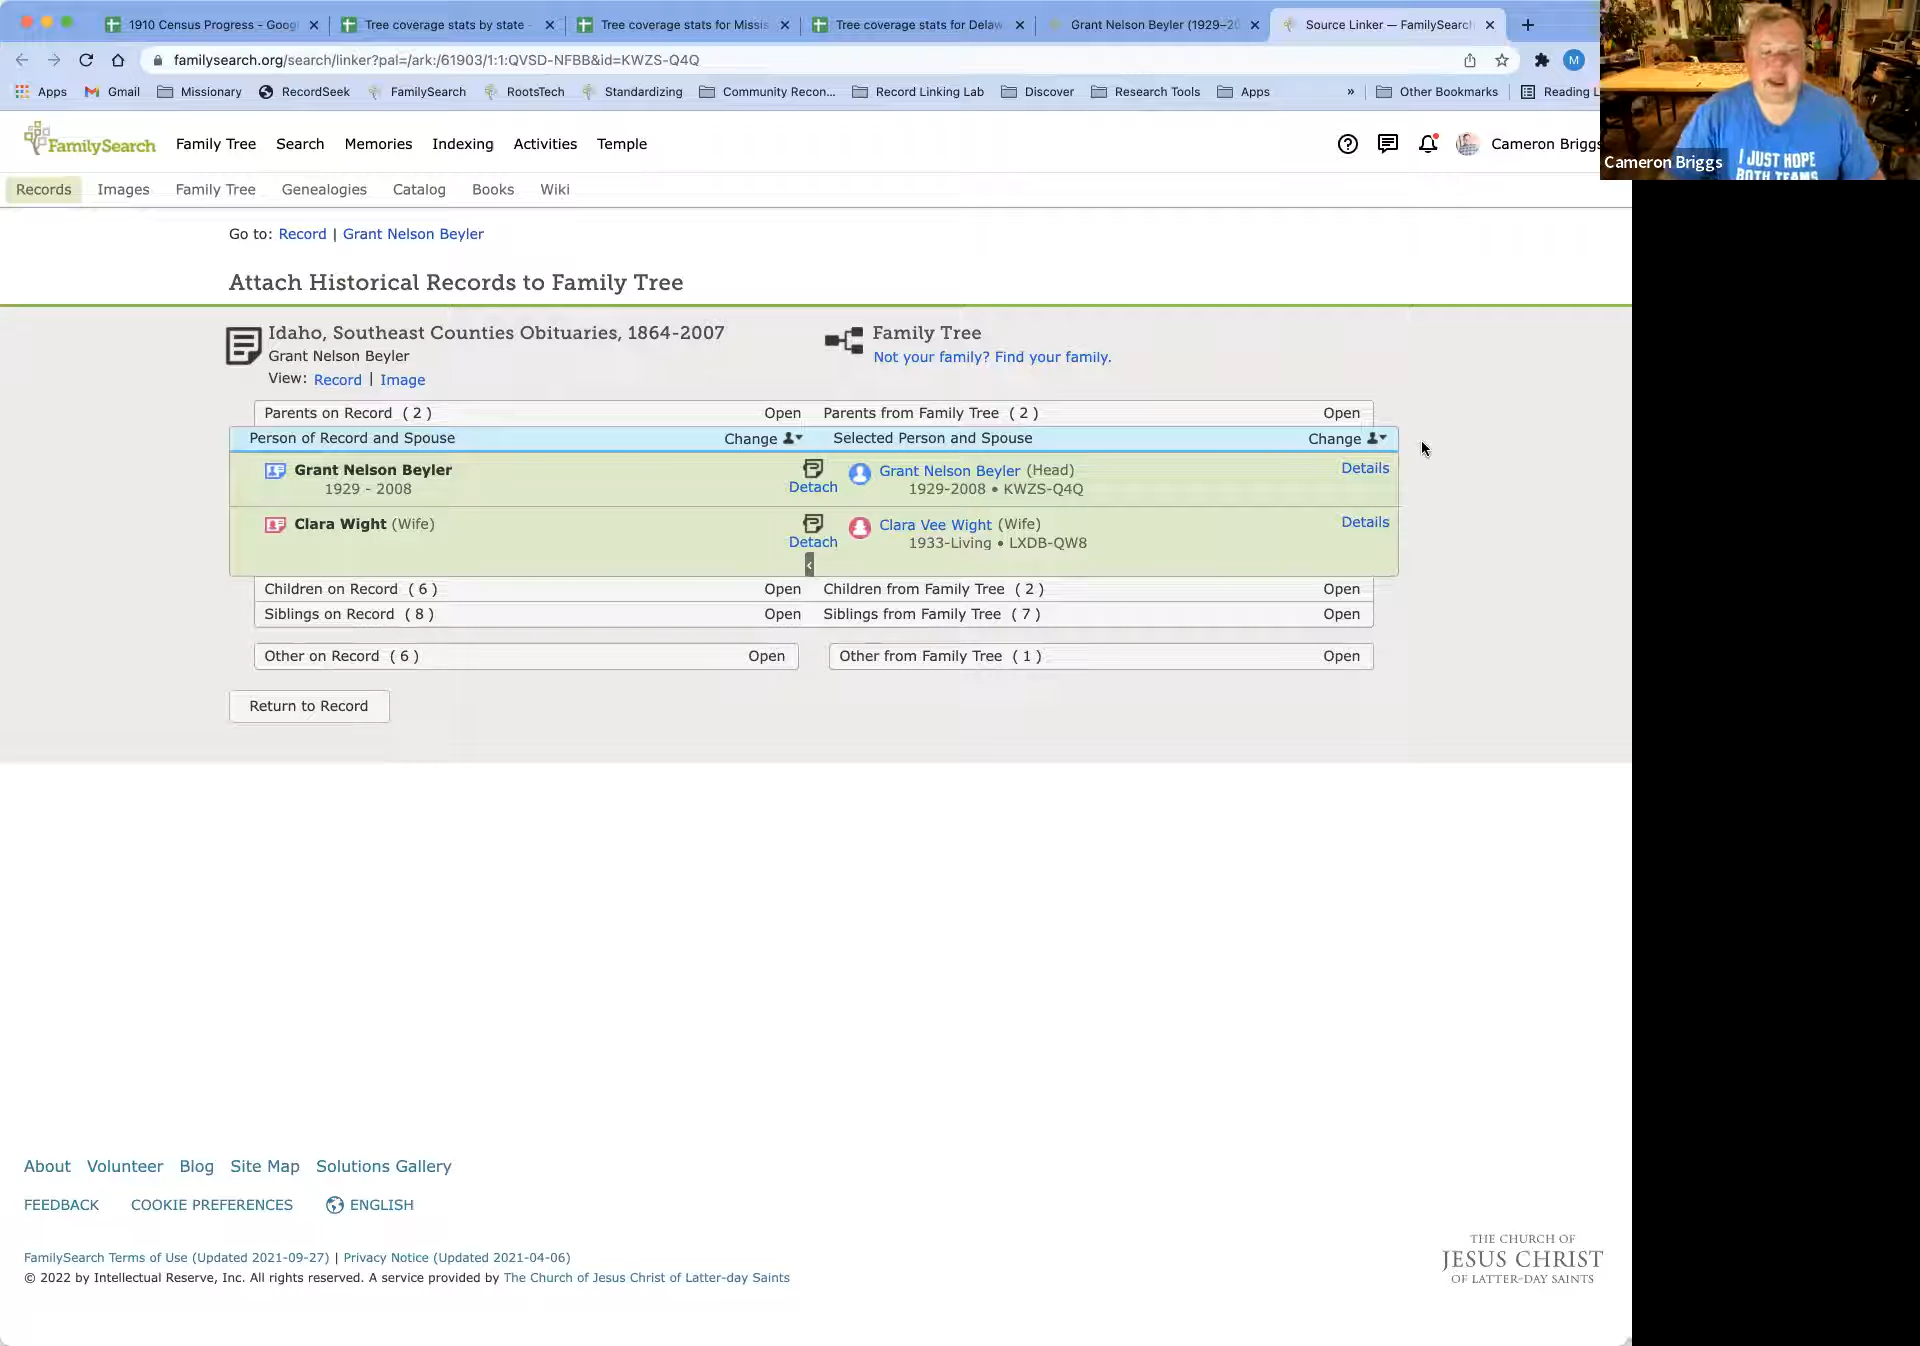 1910 Census Progress - Goog
Tree coverage stats by state -
Tree coverage stats for Missis
Tree coverage stats for Delaw
Grant Nelson Beyler (1929–20
Source Linker — FamilySearch
familysearch.org/search/linker?pal=/ark:/61903/1:1:QVSD-NFBB&id=KWZS-Q4Q
M
Apps Gmail Missionary RecordSeek FamilySearch RootsTech Standardizing Community Recon... Record Linking Lab Discover Research Tools Apps » Other Bookmarks Reading L
FamilySearch Family Tree Search Memories Indexing Activities Temple
Cameron Briggs
Cameron Briggs
I JUST HOPE
BOTH TEAMS
Records Images Family Tree Genealogies Catalog Books Wiki
Go to: Record | Grant Nelson Beyler
Attach Historical Records to Family Tree
Idaho, Southeast Counties Obituaries, 1864-2007
Grant Nelson Beyler
View: Record | Image
Family Tree
Not your family? Find your family.
Parents on Record ( 2 ) Open Parents from Family Tree ( 2 ) Open
Person of Record and Spouse Change Selected Person and Spouse Change
Grant Nelson Beyler
1929 - 2008
Detach
Grant Nelson Beyler (Head)
1929-2008 • KWZS-Q4Q
Details
Clara Wight (Wife)
Detach
Clara Vee Wight (Wife)
1933-Living • LXDB-QW8
Details
Children on Record ( 6 ) Open Children from Family Tree ( 2 ) Open
Siblings on Record ( 8 ) Open Siblings from Family Tree ( 7 ) Open
Other on Record ( 6 ) Open Other from Family Tree ( 1 ) Open
Return to Record
About Volunteer Blog Site Map Solutions Gallery
FEEDBACK COOKIE PREFERENCES ENGLISH
FamilySearch Terms of Use (Updated 2021-09-27) | Privacy Notice (Updated 2021-04-06)
© 2022 by Intellectual Reserve, Inc. All rights reserved. A service provided by The Church of Jesus Christ of Latter-day Saints
THE CHURCH OF
JESUS CHRIST
OF LATTER-DAY SAINTS